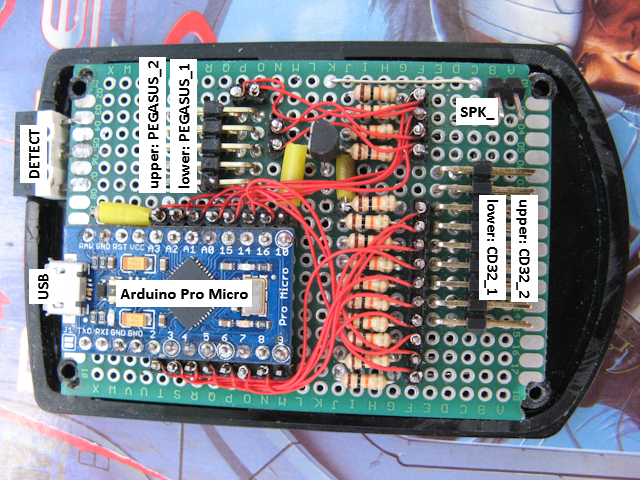 upper: PEGASUS_2
lower: PEGASUS_1
SPK_
DETECT_
lower: CD32_1
upper: CD32_2
USB
Arduino Pro Micro
RAW GND RST VCC A3 A2 A1 A0 15 14 16 10
Pro Micro
J1 TXO RXI GND GND 2 3 4 5 6 7 8 9